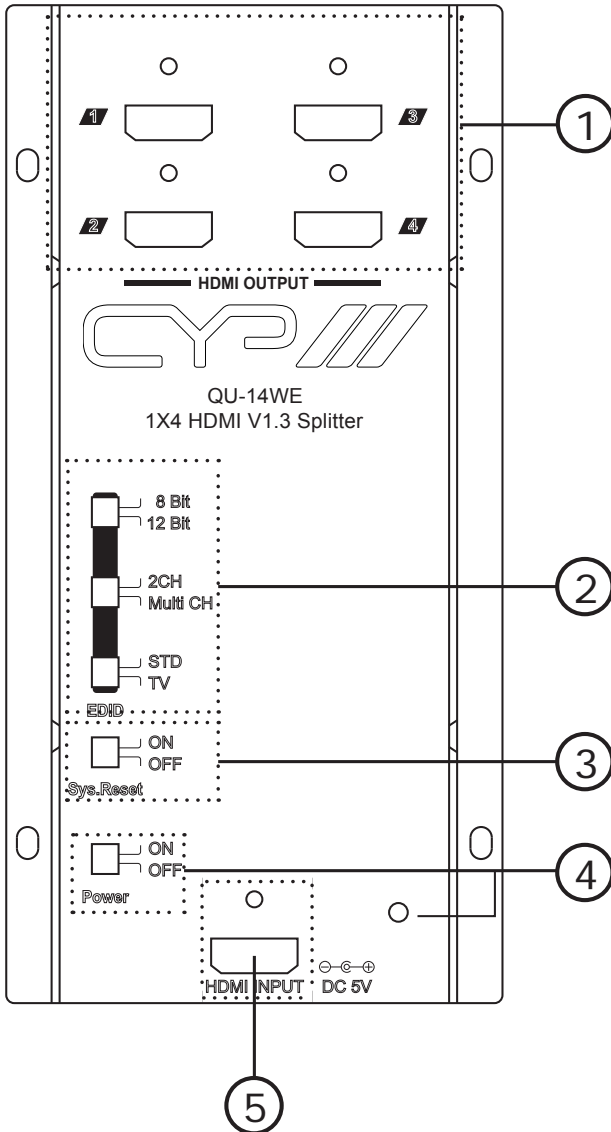 1 3
1
2 4
HDMI OUTPUT
CYP
QU-14WE
1X4 HDMI V1.3 Splitter
8 Bit
12 Bit
2CH
Multi CH
2
STD
TV
EDID
ON
OFF
3
Sys.Reset
ON
OFF
4
Power
HDMI INPUT DC 5V
5